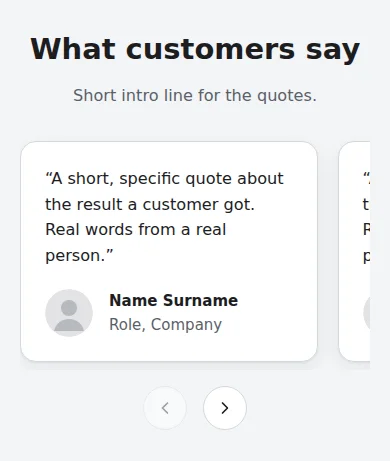 What customers say
Short intro line for the quotes.
“A short, specific quote about
the result a customer got.
Real words from a real
person.”
Name Surname
Role, Company